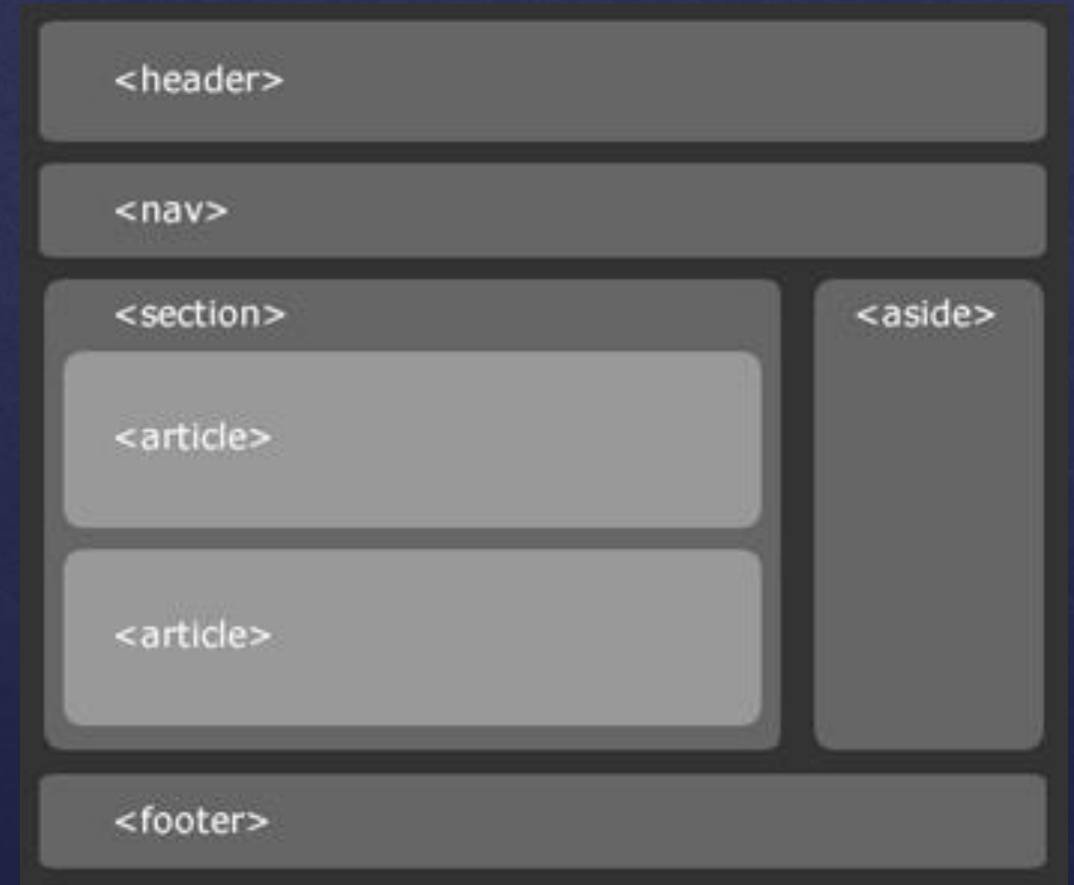 <header>
<nav>
<section>
<aside>
<article>
<article>
<footer>